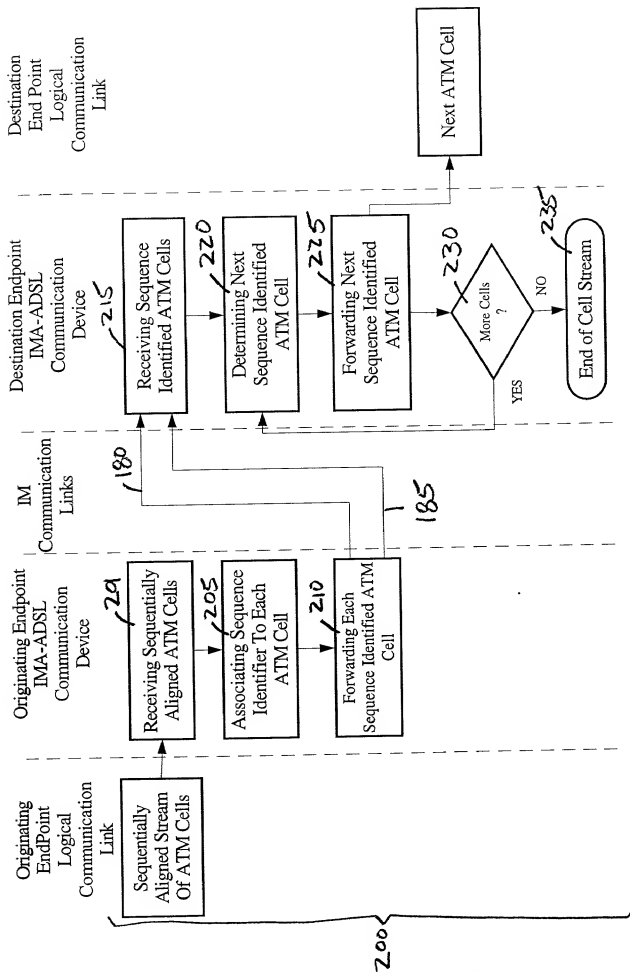 Originating
EndPoint
Logical
Communication
Link
Originating Endpoint
IMA-ADSL
Communication
Device
IM
Communication
Links
Destination Endpoint
IMA-ADSL
Communication
Device
Destination
End Point
Logical
Communication
Link
Sequentially
Aligned Stream
Of ATM Cells
201
Receiving Sequentially
Aligned ATM Cells
205
Associating Sequence
Identifier To Each
ATM Cell
210
Forwarding Each
Sequence Identified ATM
Cell
180
185
215
Receiving Sequence
Identified ATM Cells
220
Determining Next
Sequence Identified
ATM Cell
225
Forwarding Next
Sequence Identified
ATM Cell
230
More Cells
?
YES
NO
235
End of Cell Stream
Next ATM Cell
200